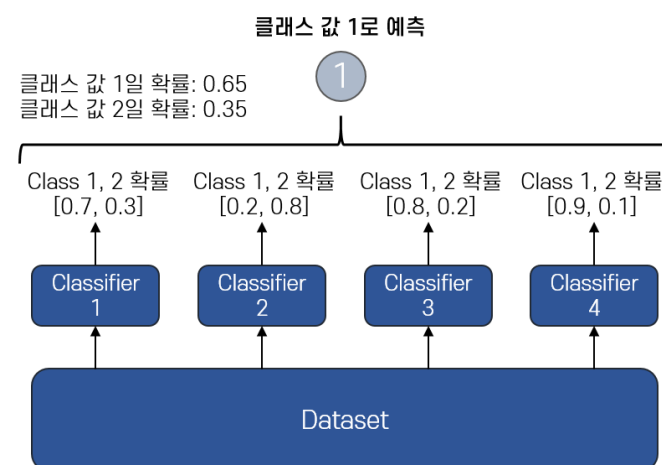 클래스 값 1로 예측
1
클래스 값 1일 확률: 0.65
클래스 값 2일 확률: 0.35
Class 1, 2 확률 Class 1, 2 확률 Class 1, 2 확률 Class 1, 2 확률
[0.7, 0.3] [0.2, 0.8] [0.8, 0.2] [0.9, 0.1]
Classifier Classifier Classifier Classifier
1 2 3 4
Dataset